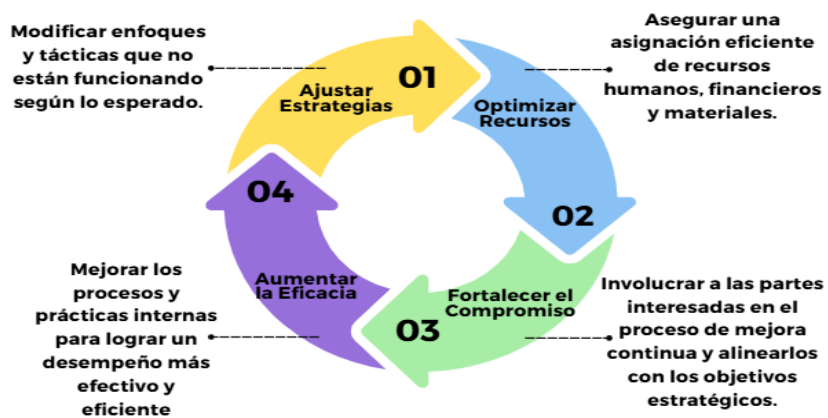 Modificar enfoques
y tácticas que no
están funcionando
según lo esperado.
01
Ajustar
Estrategias
Asegurar una
asignación eficiente
de recursos
humanos, financieros
y materiales.
Optimizar
Recursos
02
Involucrar a las partes
interesadas en el
proceso de mejora
continua y alinearlos
con los objetivos
estratégicos.
Fortalecer el
Compromiso
03
Mejorar los
procesos y
prácticas internas
para lograr un
desempeño más
efectivo y
eficiente
04
Aumentar
la Eficacia